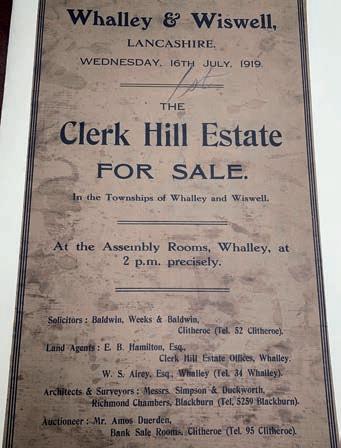 Whalley & Wiswell,
LANCASHIRE.
WEDNESDAY, 16TH JULY, 1919.
THE
Clerk Hill Estate
FOR SALE.
In the Townships of Whalley and Wiswell.
At the Assembly Rooms, Whalley, at
2 p.m. precisely.
Solicitors: Baldwin, Weeks & Baldwin,
Clitheroe (Tel. 52 Clitheroe).
Land Agents: E. B. Hamilton, Esq.,
Clerk Hill Estate Offices, Whalley.
W. S. Airey, Esq., Whalley (Tel. 34 Whalley).
Architects & Surveyors: Messrs. Simpson & Duckworth,
Richmond Chambers, Blackburn (Tel. 5259 Blackburn).
Auctioneer: Mr. Amos Duerden,
Bank Sale Rooms, Clitheroe (Tel. 95 Clitheroe).